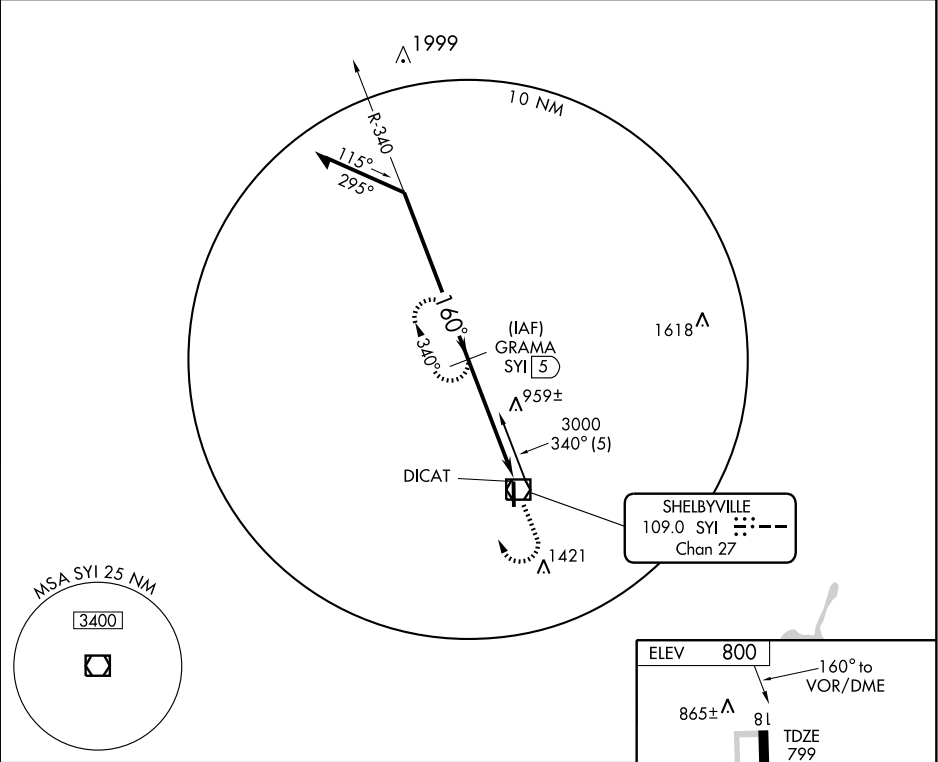 1999
10 NM
R-340
115°
295°
160°
340°
(IAF)
GRAMA
SYI 5
1618
959±
3000
340° (5)
DICAT
SHELBYVILLE
109.0 SYI
Chan 27
1421
MSA SYI 25 NM
3400
ELEV 800
160° to
VOR/DME
865±
18
TDZE
799